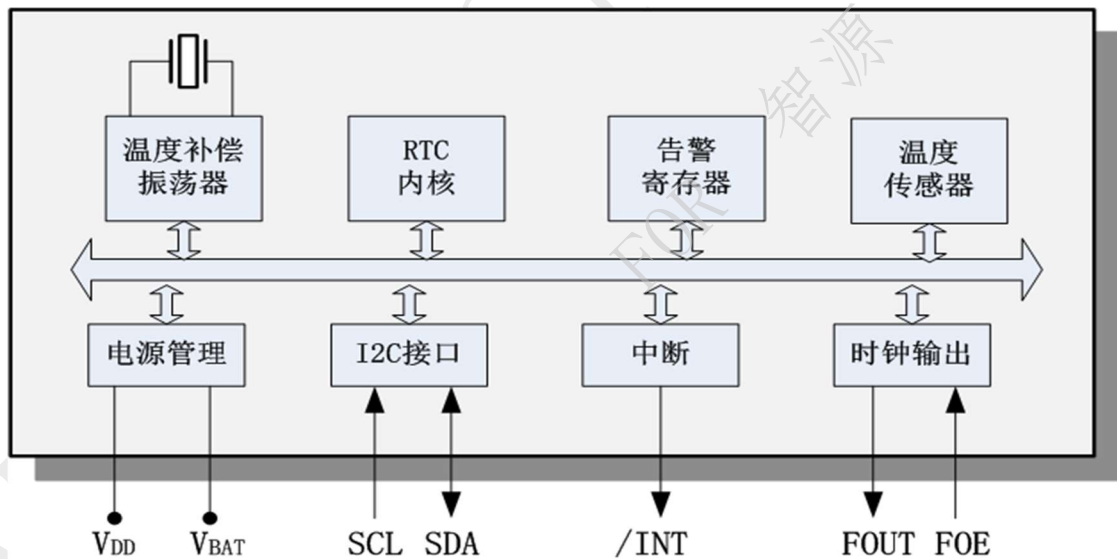 温度补偿
振荡器
RTC
内核
告警
寄存器
温度
传感器
电源管理
I2C接口
中断
时钟输出
VDD VBAT SCL SDA /INT FOUT FOE
FOR 智源